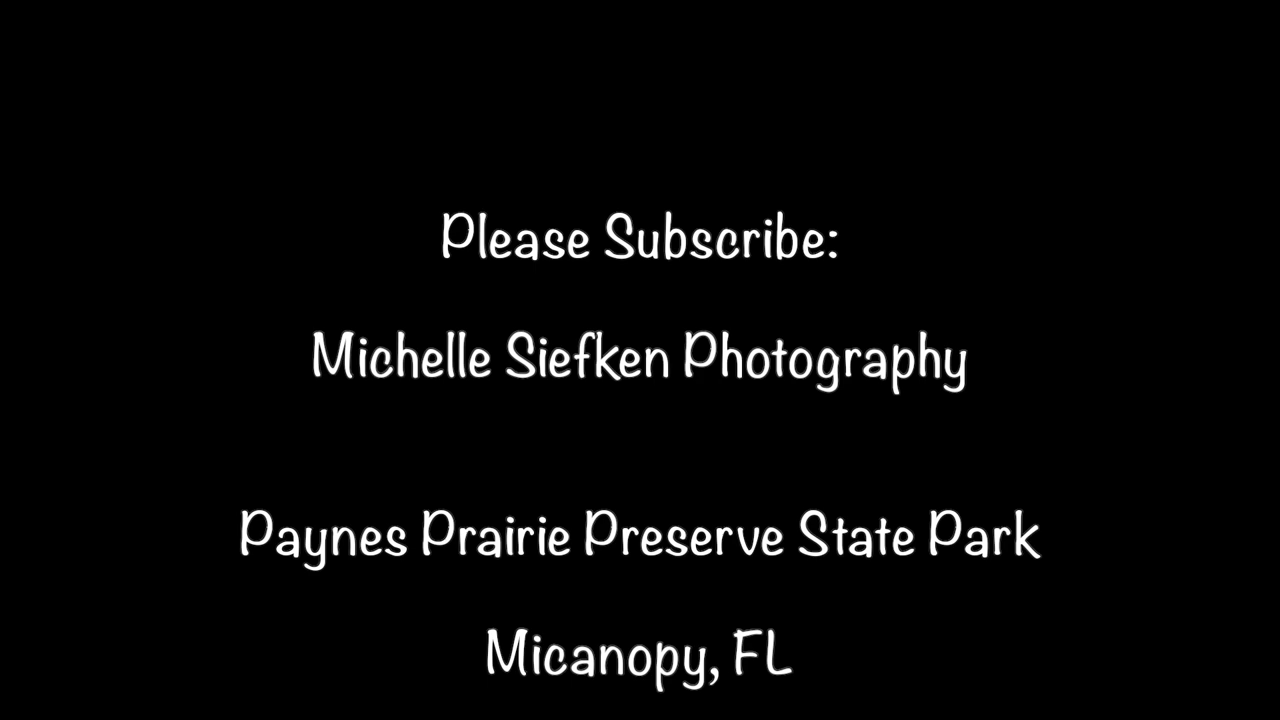 Please Subscribe:
Michelle Siefken Photography
Paynes Prairie Preserve State Park
Micanopy, FL